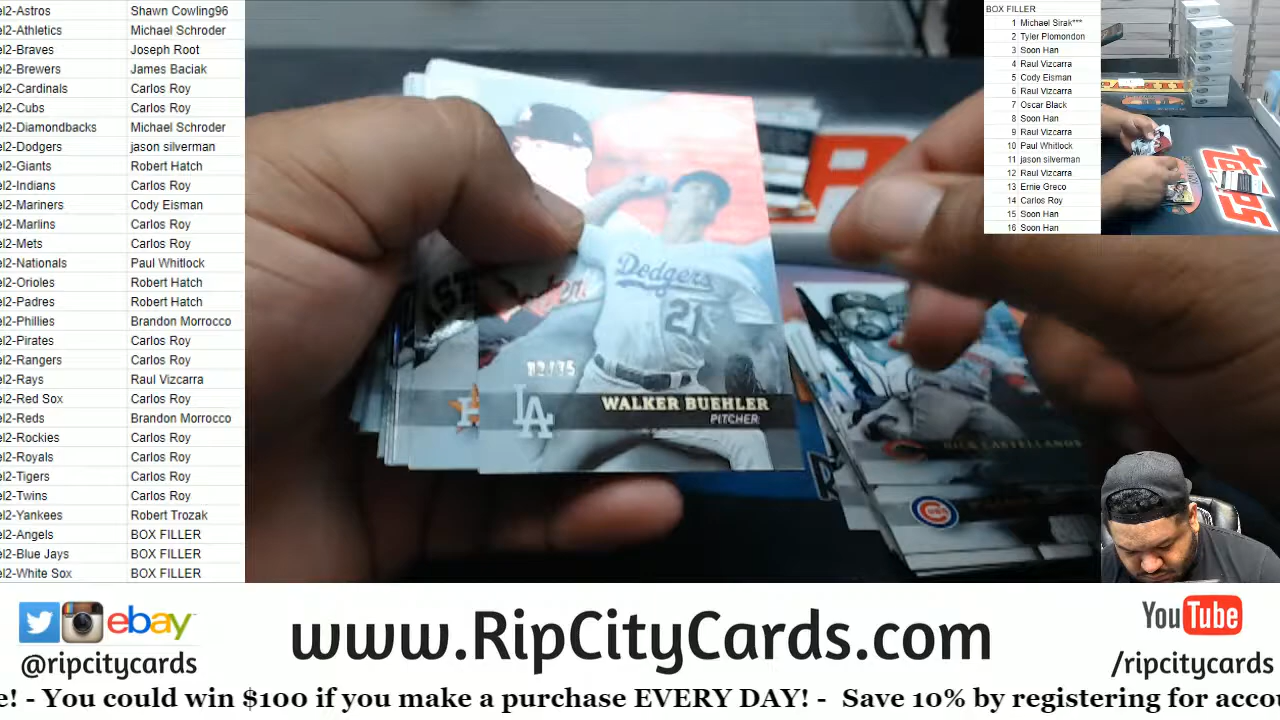 el2-Astros Shawn Cowling96
el2-Athletics Michael Schroder
el2-Braves Joseph Root
el2-Brewers James Baciak
el2-Cardinals Carlos Roy
el2-Cubs Carlos Roy
el2-Diamondbacks Michael Schroder
el2-Dodgers jason silverman
el2-Giants Robert Hatch
el2-Indians Carlos Roy
el2-Mariners Cody Eisman
el2-Marlins Carlos Roy
el2-Mets Carlos Roy
el2-Nationals Paul Whitlock
el2-Orioles Robert Hatch
el2-Padres Robert Hatch
el2-Phillies Brandon Morrocco
el2-Pirates Carlos Roy
el2-Rangers Carlos Roy
el2-Rays Raul Vizcarra
el2-Red Sox Carlos Roy
el2-Reds Brandon Morrocco
el2-Rockies Carlos Roy
el2-Royals Carlos Roy
el2-Tigers Carlos Roy
el2-Twins Carlos Roy
el2-Yankees Robert Trozak
el2-Angels BOX FILLER
el2-Blue Jays BOX FILLER
el2-White Sox BOX FILLER
Dodgers
21
LA
WALKER BUEHLER
PITCHER
CUBS
BOX FILLER
1 Michael Sirak***
2 Tyler Plomondon
3 Soon Han
4 Raul Vizcarra
5 Cody Eisman
6 Raul Vizcarra
7 Oscar Black
8 Soon Han
9 Raul Vizcarra
10 Paul Whitlock
11 jason silverman
12 Raul Vizcarra
13 Ernie Greco
14 Carlos Roy
15 Soon Han
16 Soon Han
topps
ebay
@ripcitycards
www.RipCityCards.com
YouTube
/ripcitycards
e! - You could win $100 if you make a purchase EVERY DAY! - Save 10% by registering for accou